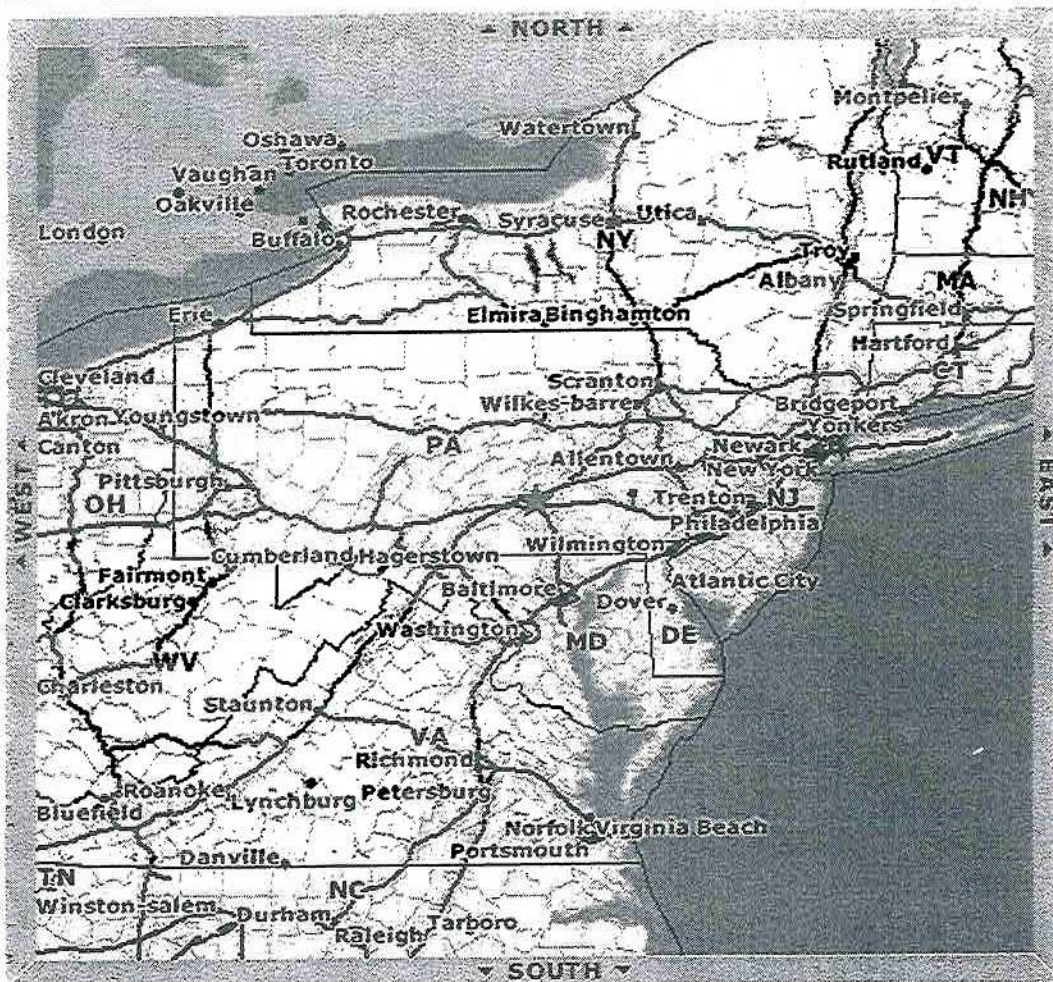 NORTH
Montpelier
Watertown
Oshawa
Toronto
Rutland VT
Vaughan
Oakville
NH
Rochester
Syracuse
Utica
London
Buffalo
NY
Troy
Albany
MA
Erie
Elmira Binghamton
Springfield
Hartford
CT
Cleveland
Scranton
Akron Youngstown
Wilkes-barre
Bridgeport
Yonkers
Canton
PA
Newark
Allentown
New York
Pittsburgh
WEST
EAST
OH
Trenton NJ
Philadelphia
Wilmington
Cumberland Hagerstown
Fairmont
Baltimore
Atlantic City
Clarksburg
Dover
Washington
MD
DE
WV
Charleston
Staunton
VA
Richmond
Roanoke
Lynchburg
Petersburg
Bluefield
Norfolk Virginia Beach
Portsmouth
Danville
TN
NC
Winston-salem
Durham
Tarboro
Raleigh
SOUTH